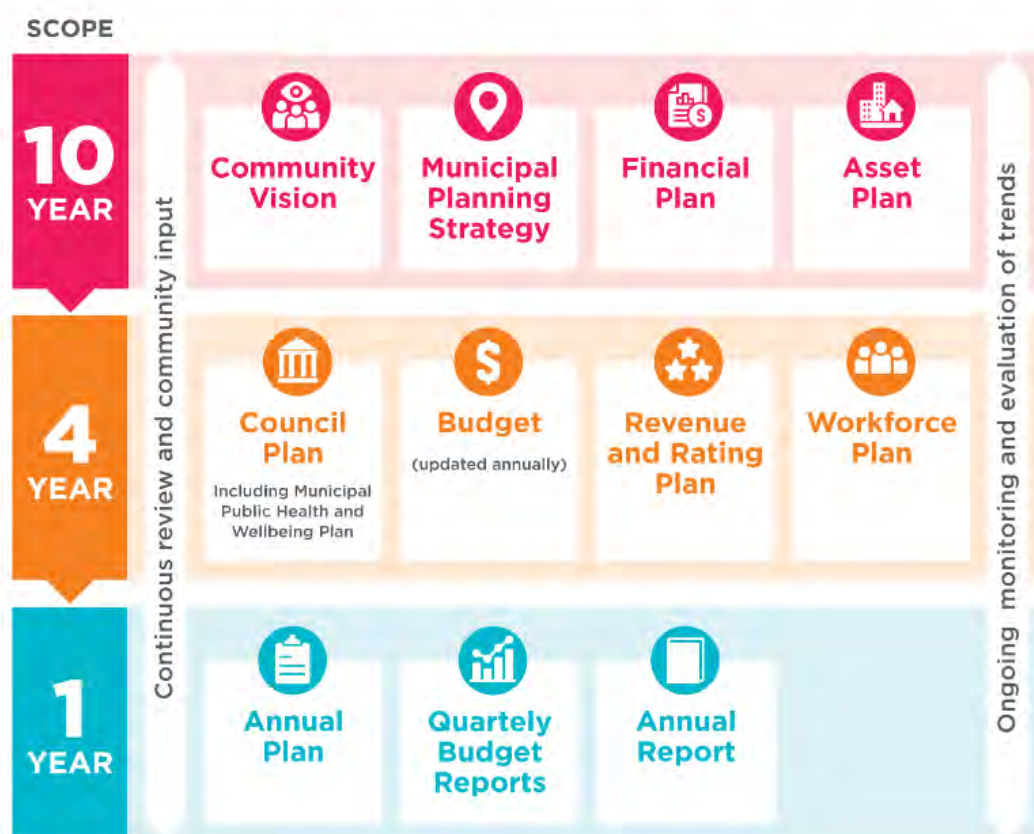 SCOPE
10
YEAR
Community
Vision
Municipal
Planning
Strategy
Financial
Plan
Asset
Plan
4
YEAR
Council
Plan
Including Municipal
Public Health and
Wellbeing Plan
Budget
(updated annually)
Revenue
and Rating
Plan
Workforce
Plan
1
YEAR
Annual
Plan
Quartely
Budget
Reports
Annual
Report
Continuous review and community input
Ongoing monitoring and evaluation of trends